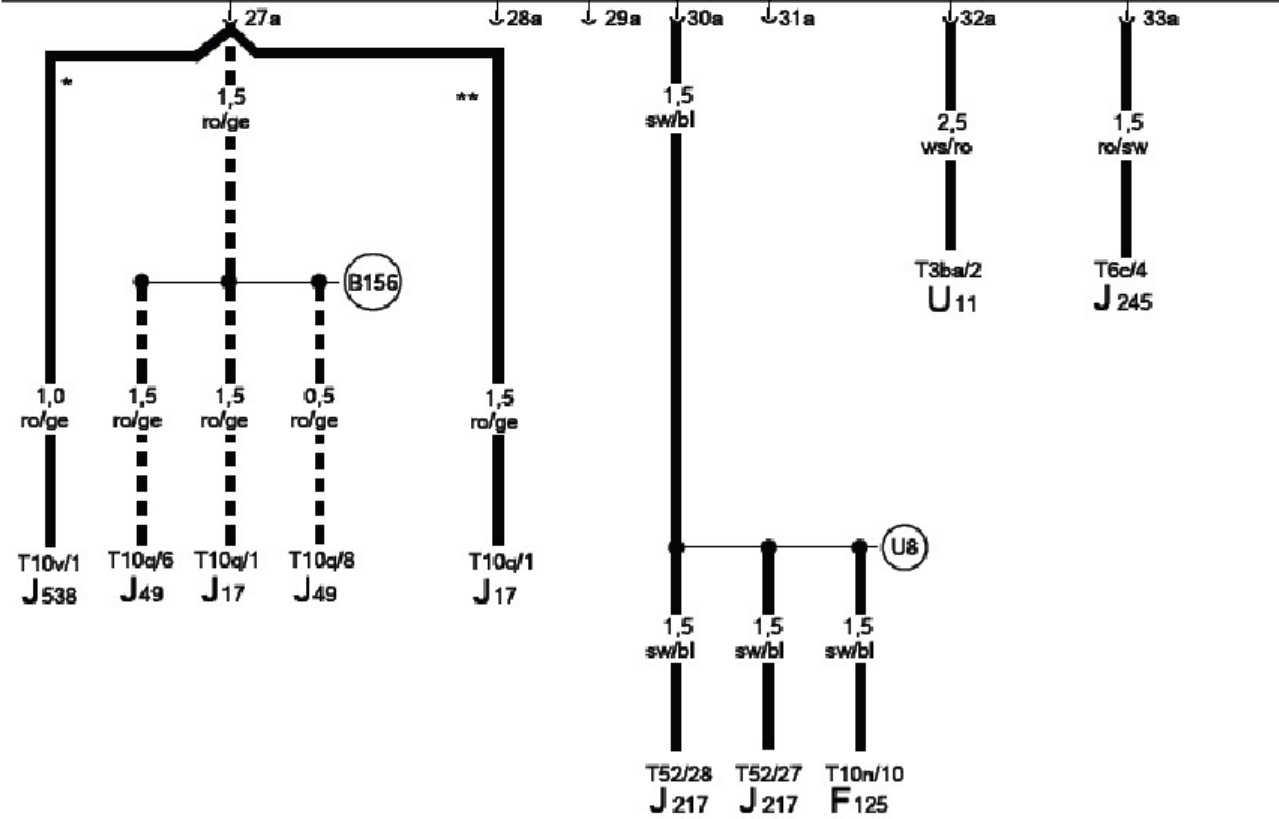 27a 28a 29a 30a 31a 32a 33a
* **
1,5 1,5 2,5 1,5
ro/ge sw/bl ws/ro ro/sw
T3ba/2 T6c/4
U11 J245
B156
1,0 1,5 1,5 0,5 1,5
ro/ge ro/ge ro/ge ro/ge ro/ge
T10v/1 T10q/6 T10q/1 T10q/8 T10q/1
J538 J49 J17 J49 J17
U8
1,5 1,5 1,5
sw/bl sw/bl sw/bl
T52/28 T52/27 T10n/10
J217 J217 F125